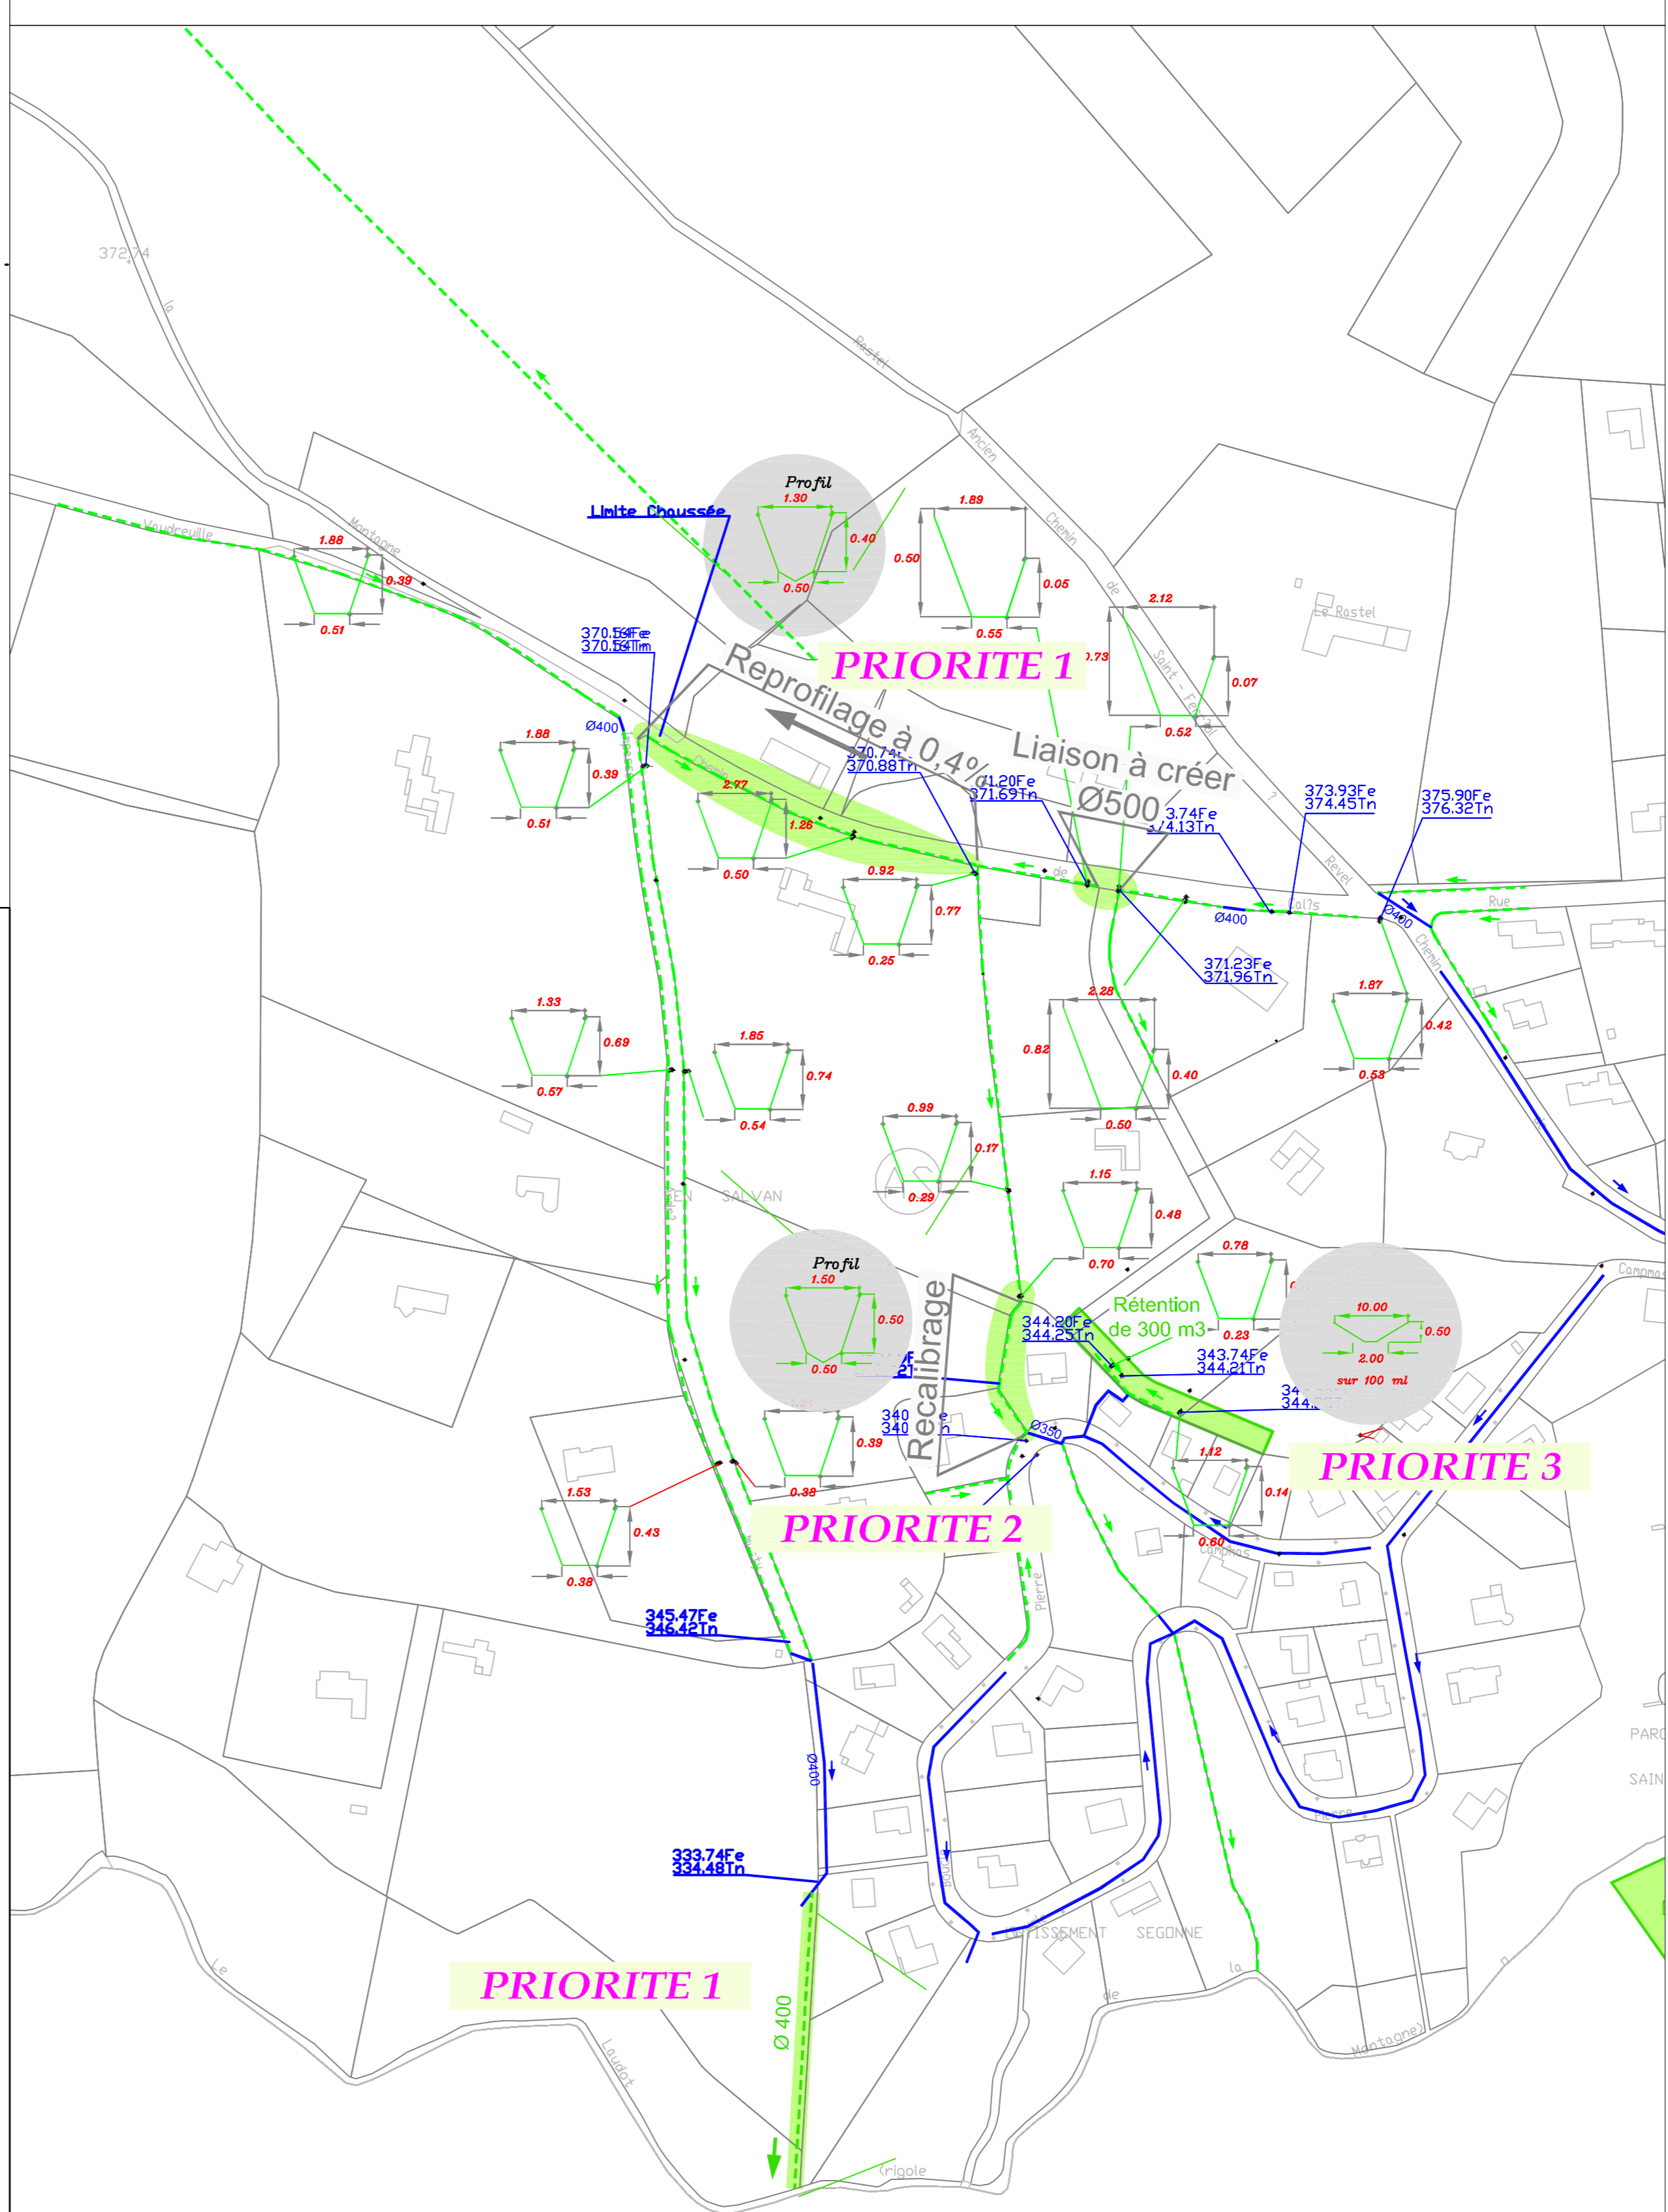 372.74
la
Rastel
Ancien
Chemin
de
Profil
1.30
0.40
0.50
Limite Chaussée
1.89
0.50
0.05
0.55
Vaudreuille
Montagne
1.88
0.39
0.51
2.12
0.07
0.52
Le Rastel
PRIORITE 1
Reprofilage à 0,4%
Liaison à créer
Ø500
Ø400
1.88
0.39
0.51
Chemin
2.77
1.26
0.50
370.88Tn
371.69Tn
373.93Fe
374.45Tn
375.90Fe
376.32Tn
?
Revel
0.92
0.77
0.25
de
Ø400
Cal?s
Ø400
Rue
Chemin
371.23Fe
371.96Tn
1.33
0.69
0.57
1.85
0.74
0.54
2.28
0.82
0.40
0.50
1.87
0.42
0.53
0.99
0.17
0.29
EN SALVAN
1.15
0.48
0.70
Profil
1.50
0.50
0.50
Recalibrage
344.20Fe
344.25Tn
Rétention
de 300 m3
0.78
0.23
343.74Fe
344.21Tn
10.00
0.50
2.00
sur 100 ml
Campmas
Ø350
0.39
0.38
1.53
0.43
0.38
PRIORITE 2
PRIORITE 3
1.12
0.14
0.60
Campmas
Pierre
345.47Fe
346.42Tn
Ø400
PARC
SAIN
Pierre
333.74Fe
334.48Tn
SEGONNE
PRIORITE 1
Ø 400
Le
Laudot
de
la
Montagne)
(rigole